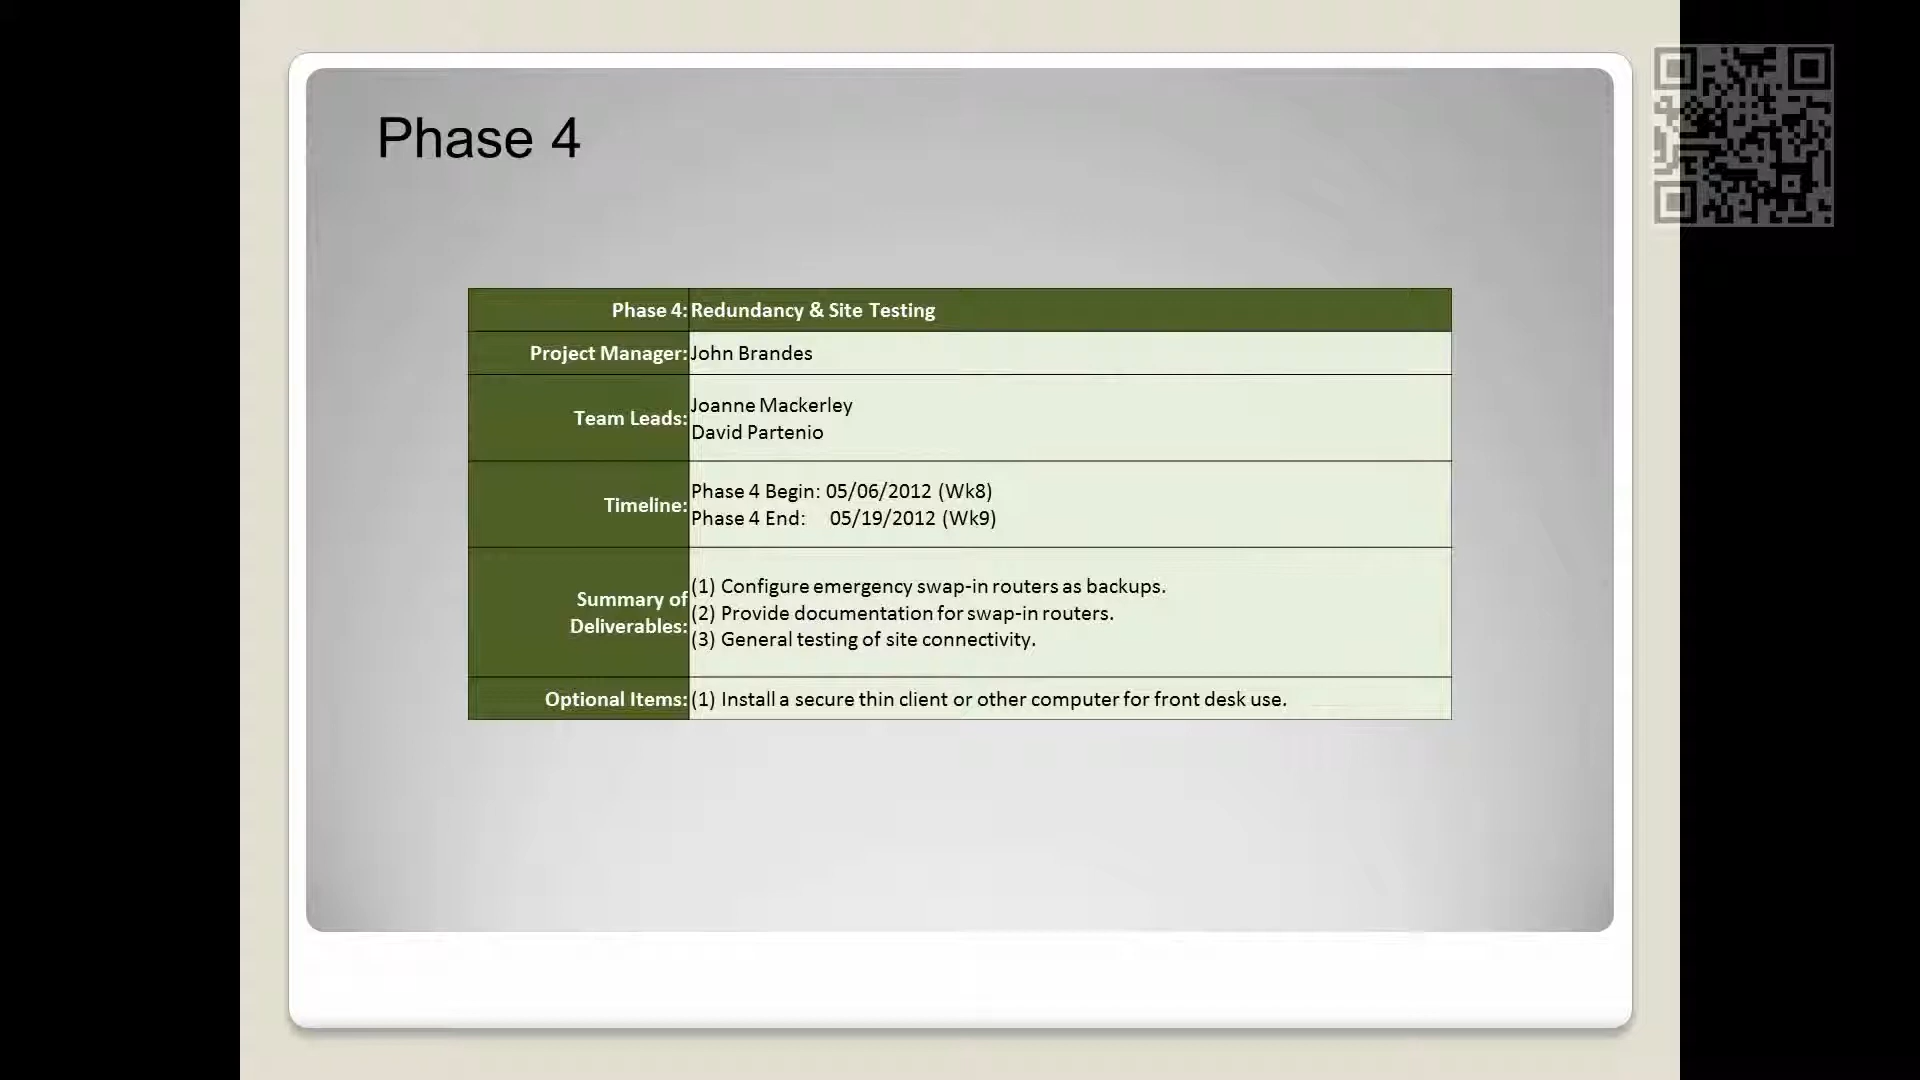 Phase 4
Phase 4: Redundancy & Site Testing
Project Manager: John Brandes
Team Leads: Joanne Mackerley
David Partenio
Timeline: Phase 4 Begin: 05/06/2012 (Wk8)
Phase 4 End: 05/19/2012 (Wk9)
Summary of Deliverables: (1) Configure emergency swap-in routers as backups.
(2) Provide documentation for swap-in routers.
(3) General testing of site connectivity.
Optional Items: (1) Install a secure thin client or other computer for front desk use.